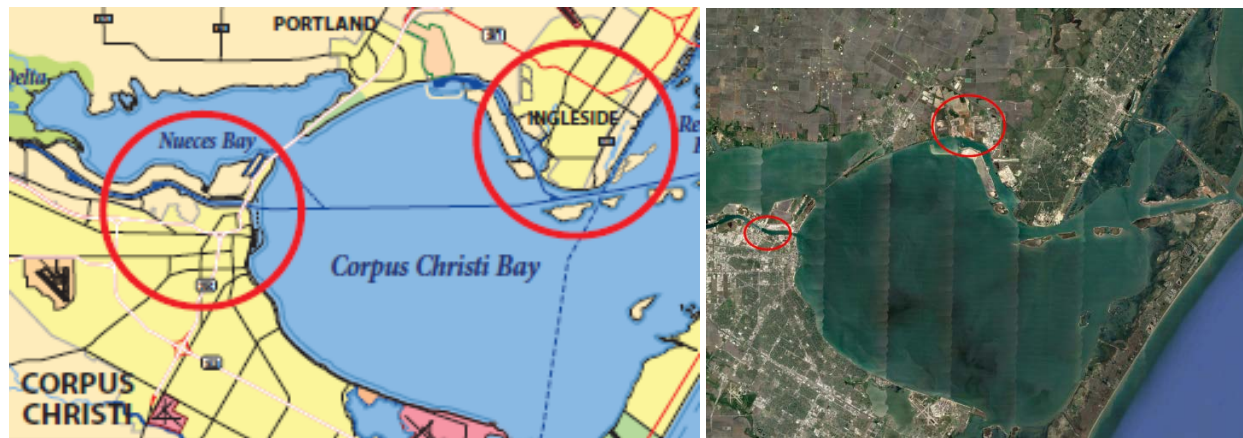 PORTLAND
Delta
Nueces Bay
INGLESIDE
Corpus Christi Bay
CORPUS
CHRISTI